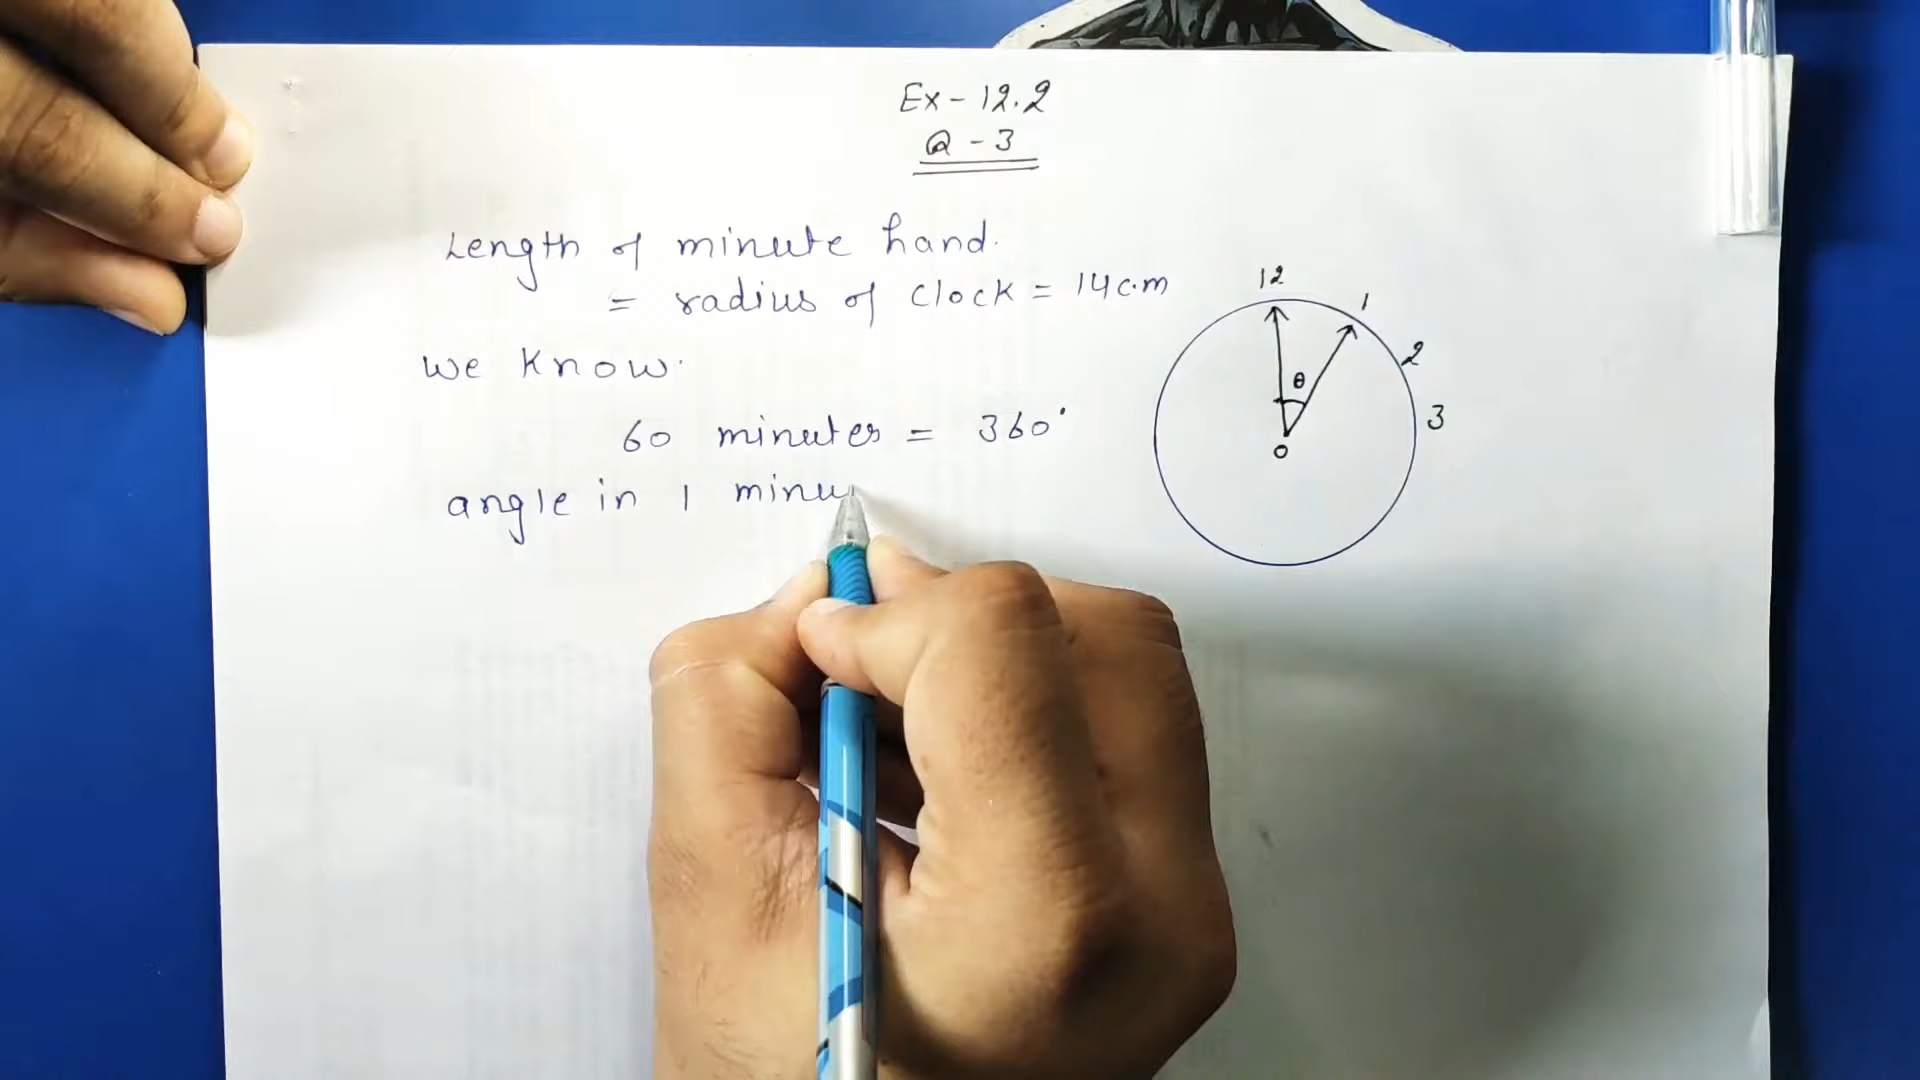 Ex - 12.2
Q - 3
Length of minute hand.
= radius of clock = 14c.m
We know.
60 minutes = 360°
angle in 1 minu
12
1
2
3
θ
O